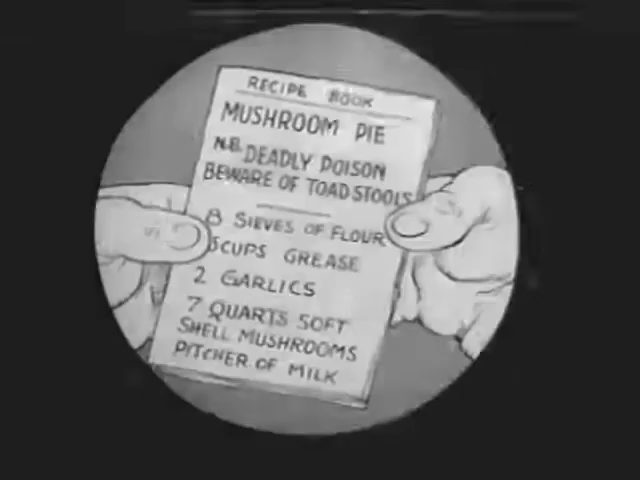 RECIPE BOOK
MUSHROOM PIE
N.B. DEADLY POISON
BEWARE OF TOADSTOOLS
8 SIEVES OF FLOUR
5 CUPS GREASE
2 GARLICS
7 QUARTS SOFT
SHELL MUSHROOMS
PITCHER OF MILK